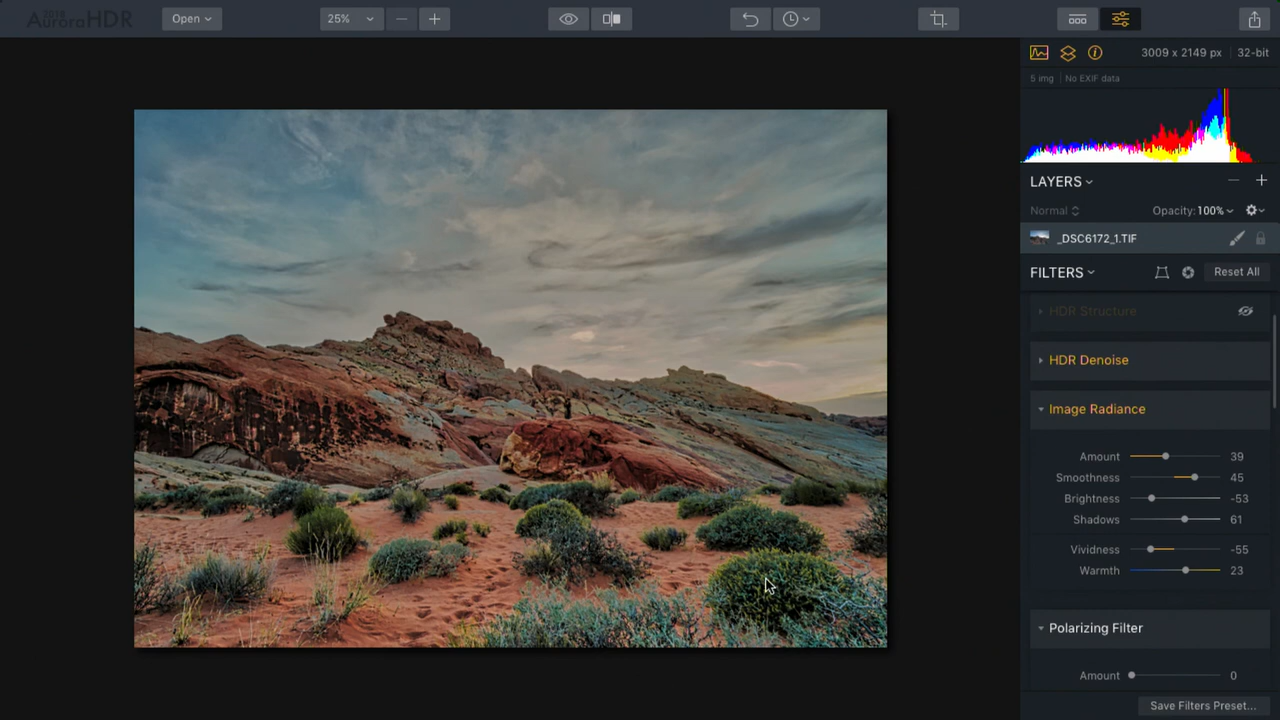 2018
AuroraHDR
Open
25%
3009 x 2149 px
32-bit
5 img
No EXIF data
LAYERS
Normal
Opacity:100%
_DSC6172_1.TIF
FILTERS
Reset All
HDR Structure
HDR Denoise
Image Radiance
Amount 39
Smoothness 45
Brightness -53
Shadows 61
Vividness -55
Warmth 23
Polarizing Filter
Amount 0
Save Filters Preset...